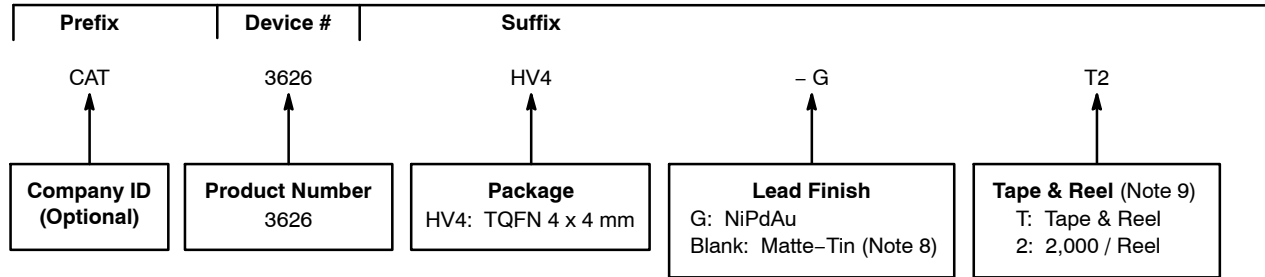 Prefix Device # Suffix
CAT 3626 HV4 – G T2
Company ID
(Optional)
Product Number
3626
Package
HV4: TQFN 4 x 4 mm
Lead Finish
G: NiPdAu
Blank: Matte−Tin (Note 8)
Tape & Reel (Note 9)
T: Tape & Reel
2: 2,000 / Reel